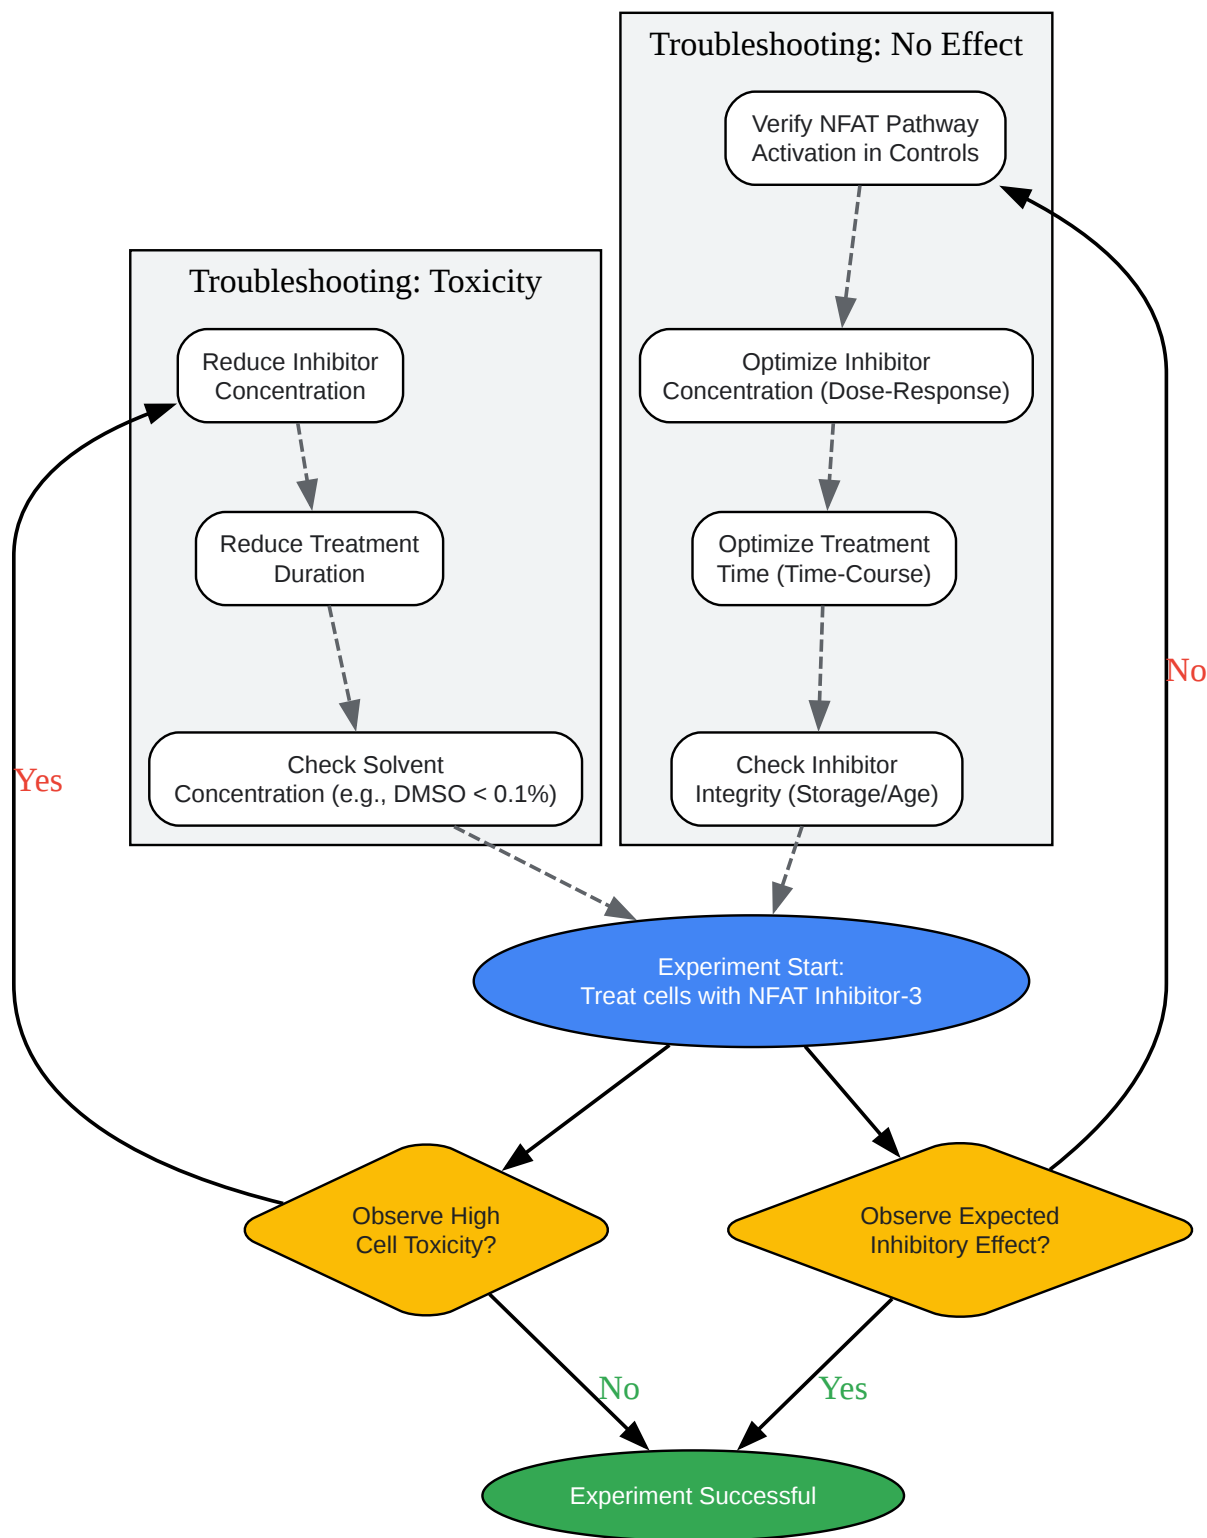 Troubleshooting: No Effect
Verify NFAT Pathway
Activation in Controls
Troubleshooting: Toxicity
Reduce Inhibitor
Concentration
Optimize Inhibitor
Concentration (Dose-Response)
Reduce Treatment
Duration
Optimize Treatment
Time (Time-Course)
No
Yes
Check Solvent
Concentration (e.g., DMSO < 0.1%)
Check Inhibitor
Integrity (Storage/Age)
Experiment Start:
Treat cells with NFAT Inhibitor-3
Observe High
Cell Toxicity?
Observe Expected
Inhibitory Effect?
No
Yes
Experiment Successful